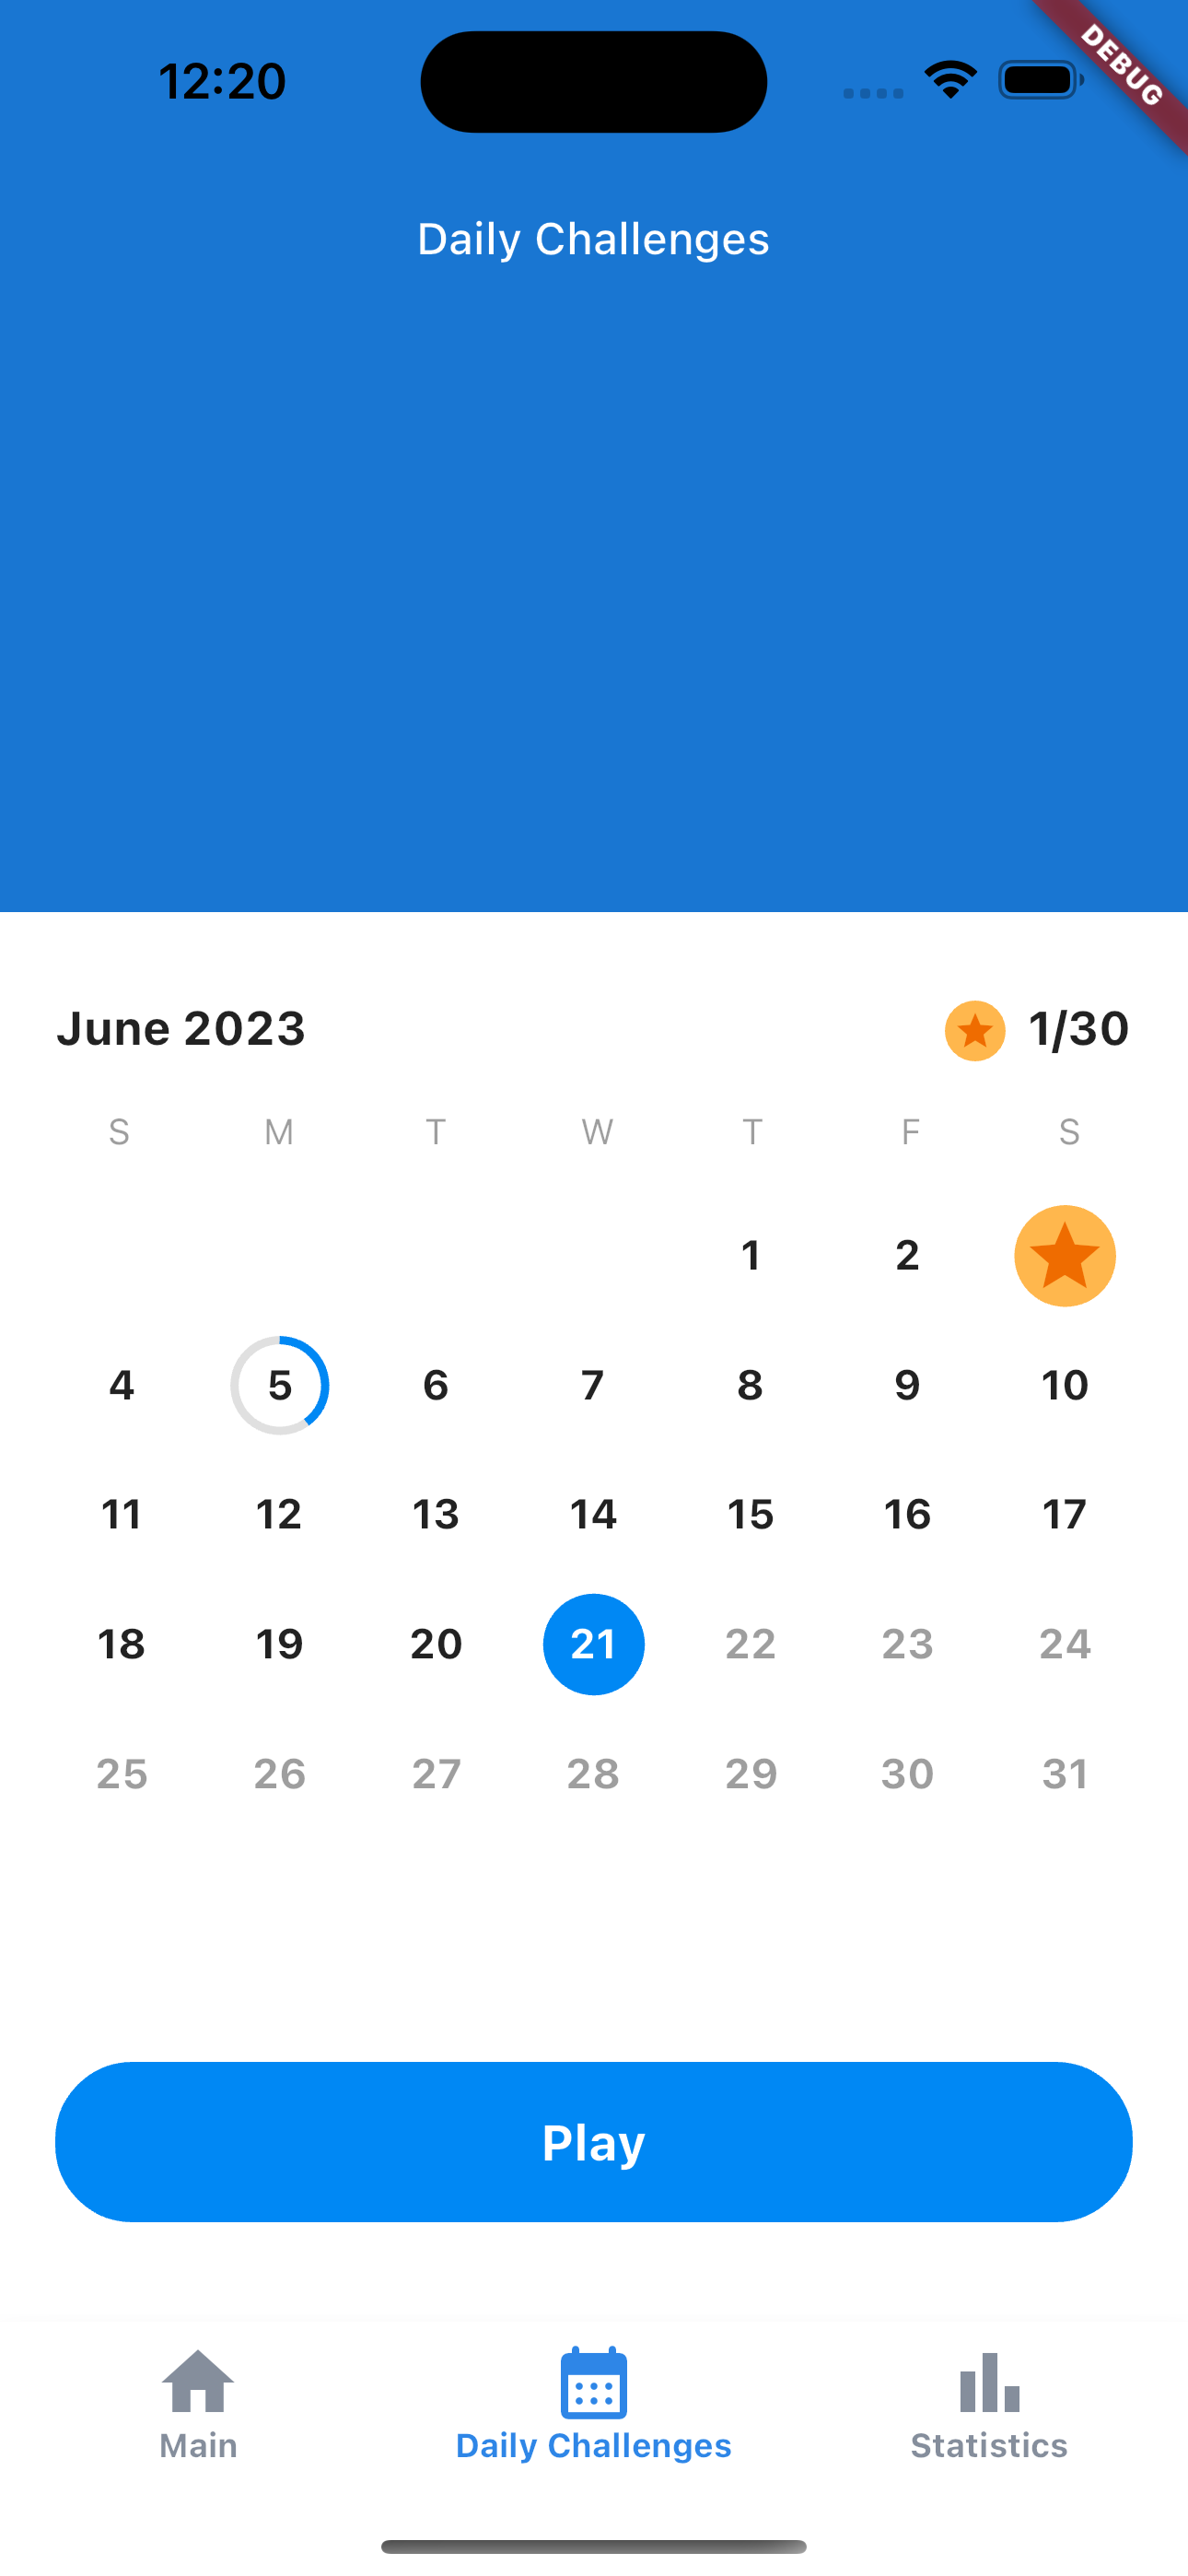 12:20
DEBUG
Daily Challenges
June 2023 1/30
S M T W T F S
1 2
4 5 6 7 8 9 10
11 12 13 14 15 16 17
18 19 20 21 22 23 24
25 26 27 28 29 30 31
Play
Main Daily Challenges Statistics